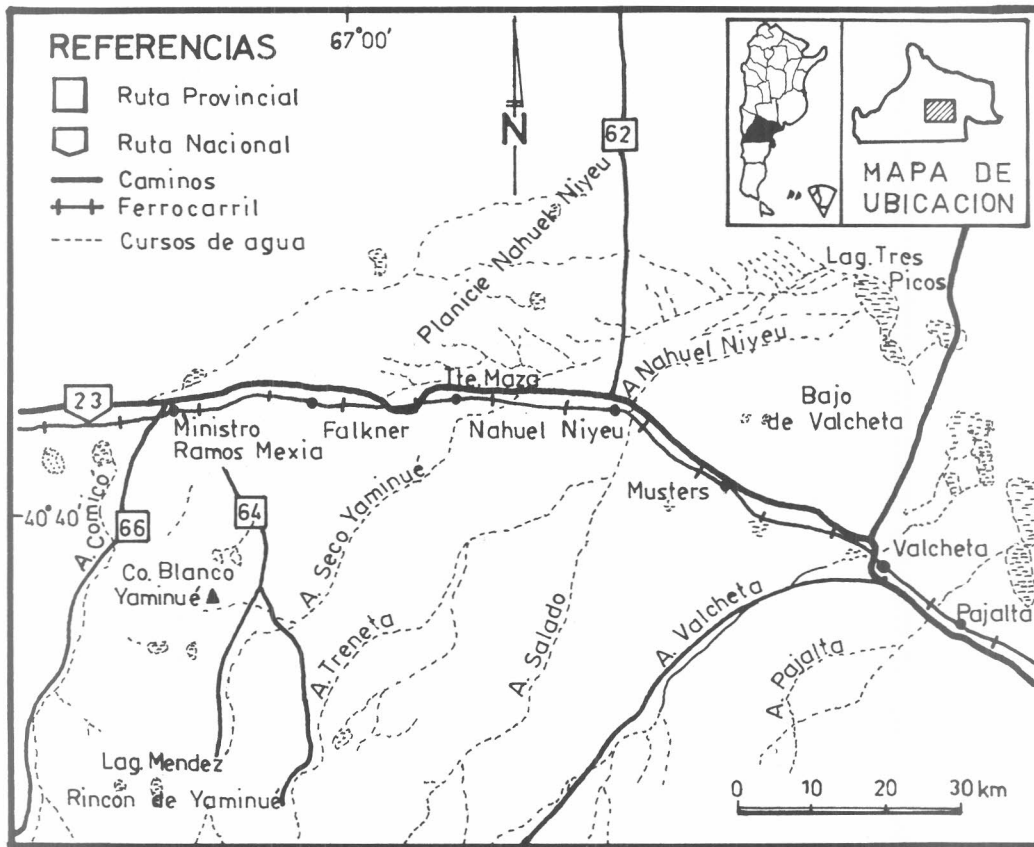 REFERENCIAS
Ruta Provincial
Ruta Nacional
Caminos
Ferrocarril
Cursos de agua
67°00'
N
62
MAPA DE
UBICACION
Planicie Nahuel Niyeu
Lag. Tres
Picos
A. Nahuel Niyeu
23
Tte. Maza
Ministro
Ramos Mexia
Falkner
Nahuel Niyeu
Bajo
de Valcheta
Musters
40°40'
A. Comicó
66
64
A. Seco Yaminué
Co. Blanco
Yaminué
A. Treneta
A. Salado
A. Valcheta
Valcheta
Pajalta
A. Pajalta
Lag. Mendez
Rincón de Yaminué
0 10 20 30 km